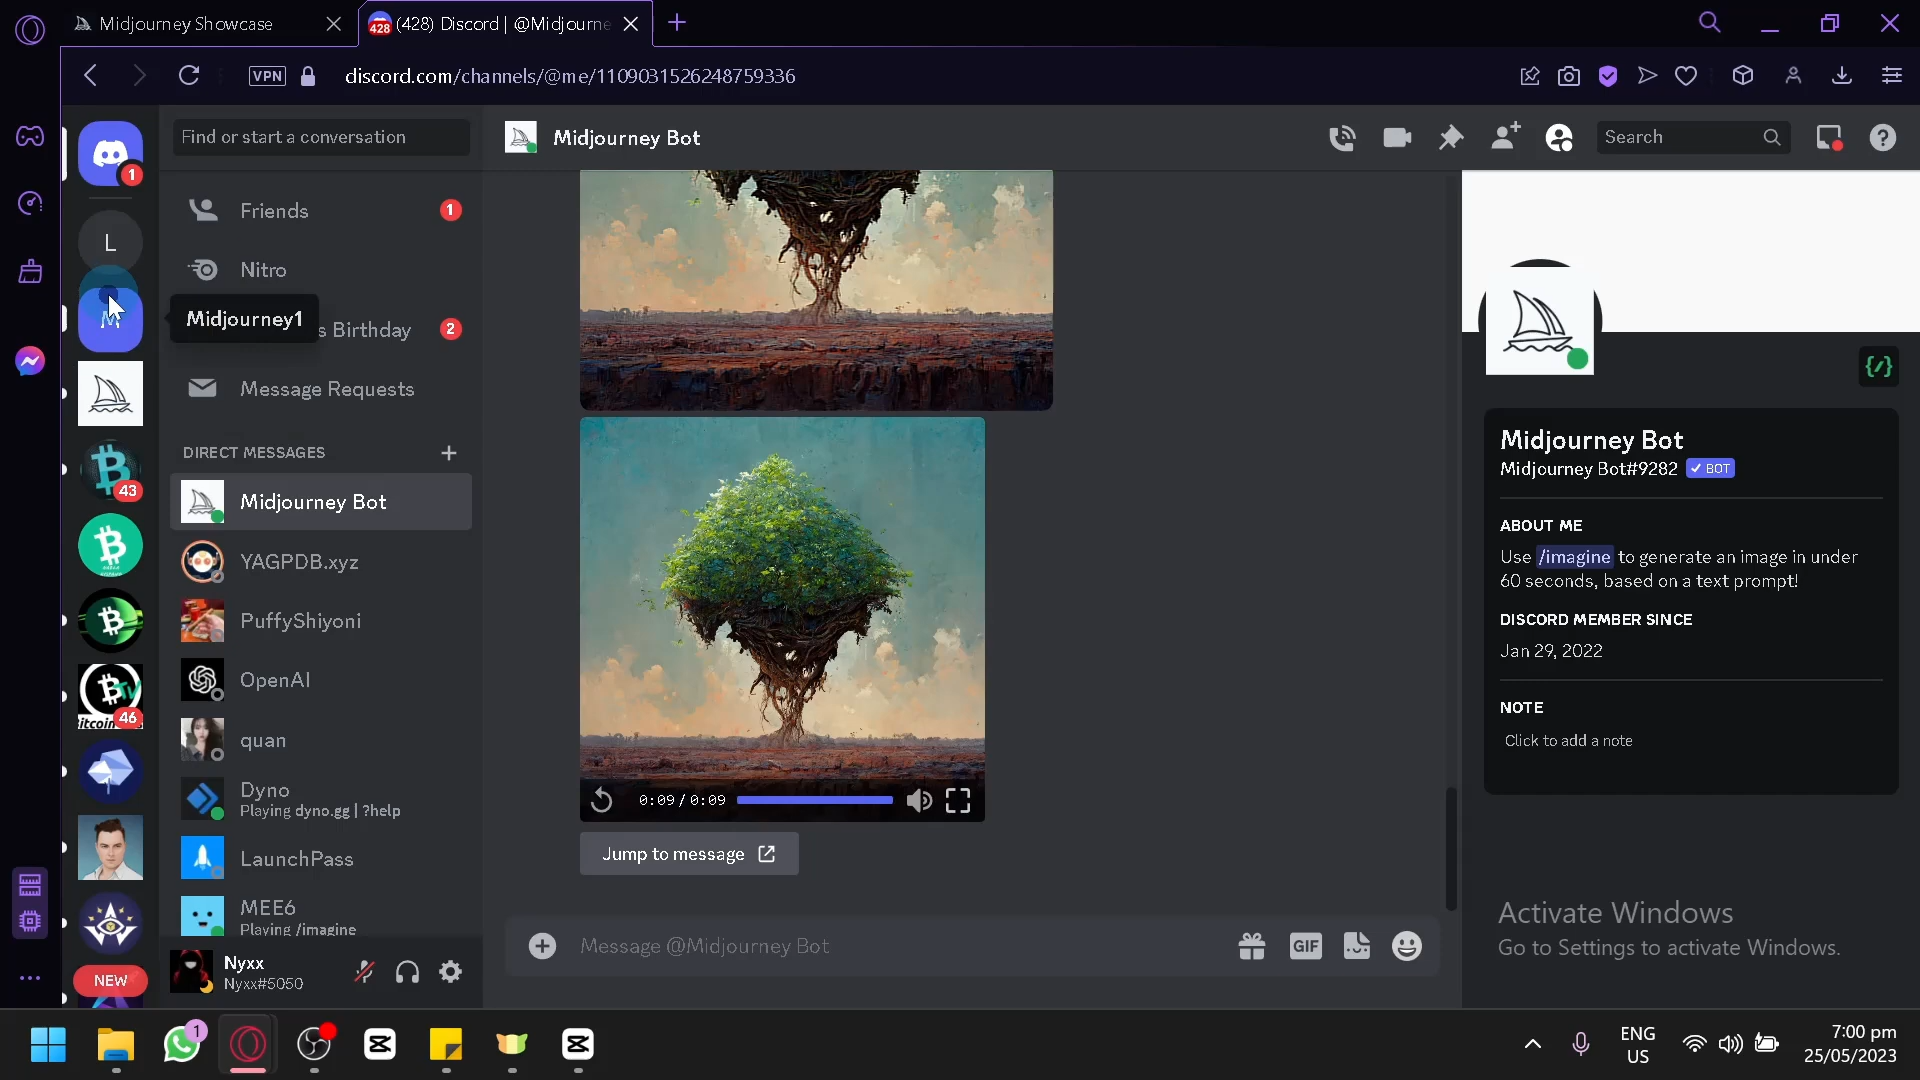 Midjourney Showcase
428
(428) Discord | @Midjourne
VPN
discord.com/channels/@me/1109031526248759336
1
Find or start a conversation
Midjourney Bot
Search
L
Friends
1
Nitro
M
Midjourney1
s Birthday
2
Message Requests
DIRECT MESSAGES
Midjourney Bot
YAGPDB.xyz
PuffyShiyoni
OpenAI
quan
Dyno
Playing dyno.gg | ?help
LaunchPass
MEE6
Playing /imagine
43
46
NEW
Nyxx
Nyxx#5050
0:09/0:09
Jump to message
Message @Midjourney Bot
GIF
Midjourney Bot
Midjourney Bot#9282
BOT
ABOUT ME
Use /imagine to generate an image in under
60 seconds, based on a text prompt!
DISCORD MEMBER SINCE
Jan 29, 2022
NOTE
Click to add a note
Activate Windows
Go to Settings to activate Windows.
1
ENG
US
7:00 pm
25/05/2023